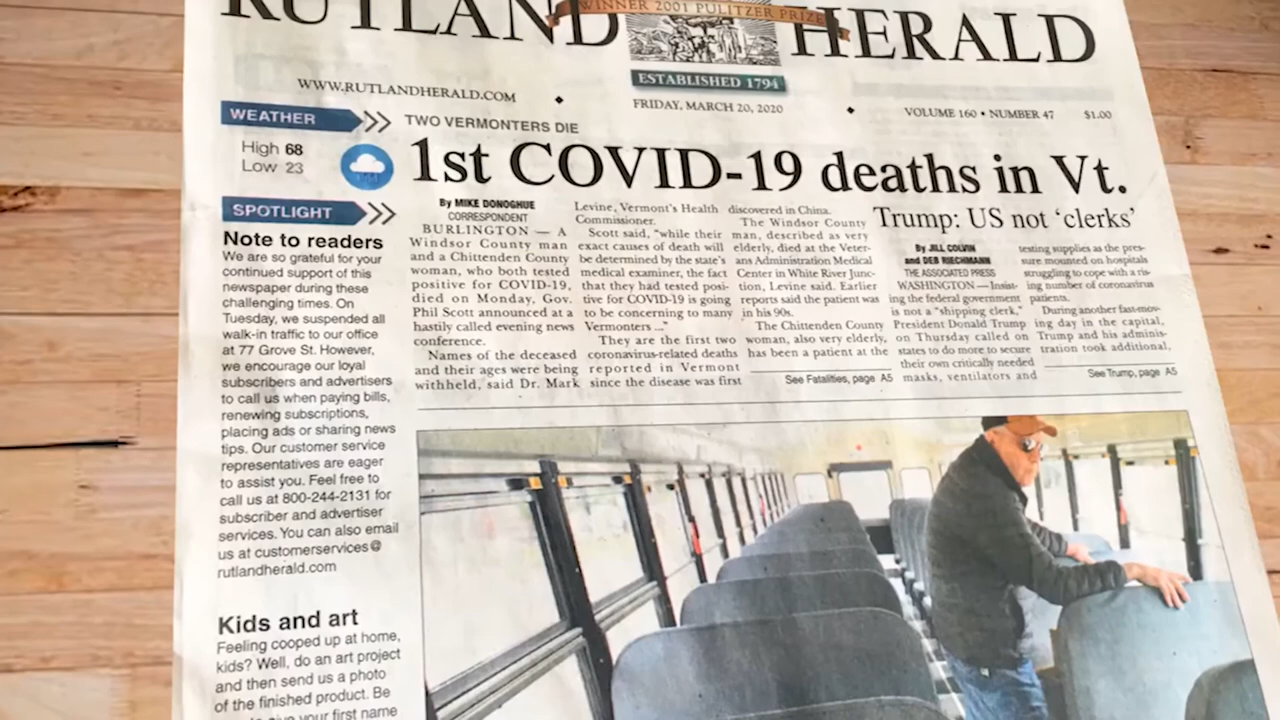 RUTLAND HERALD
WINNER 2001 PULITZER PRIZE
ESTABLISHED 1794
WWW.RUTLANDHERALD.COM
FRIDAY, MARCH 20, 2020
VOLUME 160 • NUMBER 47
$1.00
WEATHER
High 68
Low 23
SPOTLIGHT
Note to readers
We are so grateful for your
continued support of this
newspaper during these
challenging times. On
Tuesday, we suspended all
walk-in traffic to our office
at 77 Grove St. However,
we encourage our loyal
subscribers and advertisers
to call us when paying bills,
renewing subscriptions,
placing ads or sharing news
tips. Our customer service
representatives are eager
to assist you. Feel free to
call us at 800-244-2131 for
subscriber and advertiser
services. You can also email
us at customerservices@
rutlandherald.com
Kids and art
Feeling cooped up at home,
kids? Well, do an art project
and then send us a photo
of the finished product. Be
your first name
TWO VERMONTERS DIE
1st COVID-19 deaths in Vt.
By MIKE DONOGHUE
CORRESPONDENT
BURLINGTON — A
Windsor County man
and a Chittenden County
woman, who both tested
positive for COVID-19,
died on Monday, Gov.
Phil Scott announced at a
hastily called evening news
conference.
Names of the deceased
and their ages were being
withheld, said Dr. Mark
Levine, Vermont's Health
Commissioner.
Scott said, "while their
exact causes of death will
be determined by the state's
medical examiner, the fact
that they had tested posi-
tive for COVID-19 is going
to be concerning to many
Vermonters ..."
They are the first two
coronavirus-related deaths
reported in Vermont
since the disease was first
discovered in China.
The Windsor County
man, described as very
elderly, died at the Veter-
ans Administration Medical
Center in White River Junc-
tion, Levine said. Earlier
reports said the patient was
in his 90s.
The Chittenden County
woman, also very elderly,
has been a patient at the
See Fatalities, page A5
Trump: US not 'clerks'
By JILL COLVIN
and DEB RIECHMANN
THE ASSOCIATED PRESS
WASHINGTON — Insist-
ing the federal government
is not a "shipping clerk,"
President Donald Trump
on Thursday called on
states to do more to secure
their own critically needed
masks, ventilators and
testing supplies as the pres-
sure mounted on hospitals
struggling to cope with a ris-
ing number of coronavirus
patients.
During another fast-mov-
ing day in the capital,
Trump and his adminis-
tration took additional,
See Trump, page A5